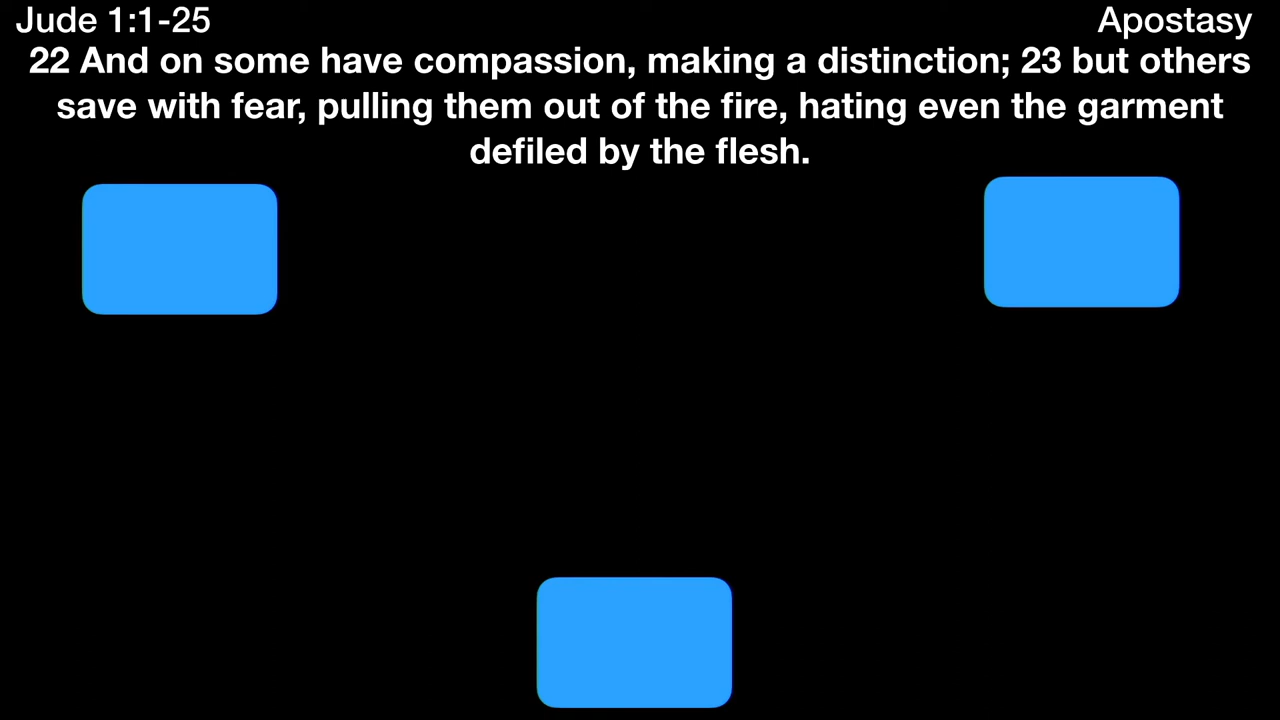 Jude 1:1-25
Apostasy
22 And on some have compassion, making a distinction; 23 but others
save with fear, pulling them out of the fire, hating even the garment
defiled by the flesh.